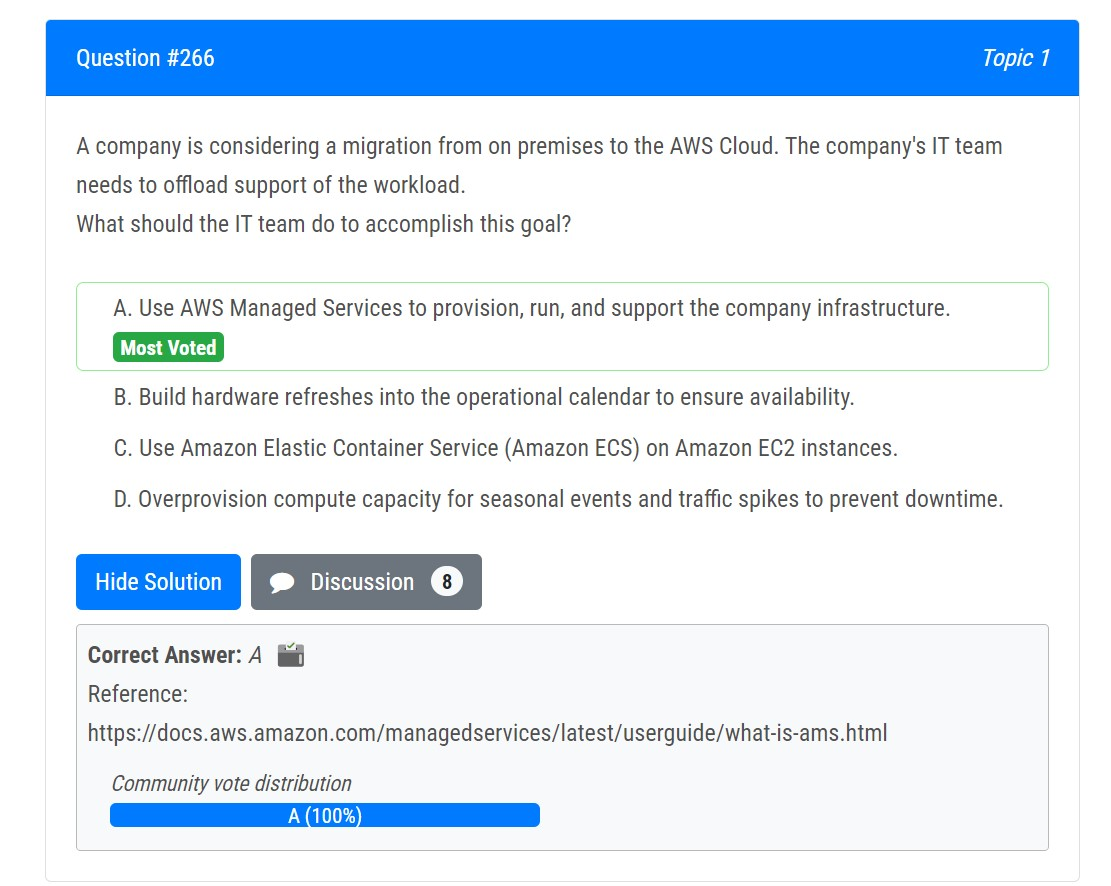 Question #266
Topic 1
A company is considering a migration from on premises to the AWS Cloud. The company's IT team
needs to offload support of the workload.
What should the IT team do to accomplish this goal?
A. Use AWS Managed Services to provision, run, and support the company infrastructure.
Most Voted
B. Build hardware refreshes into the operational calendar to ensure availability.
C. Use Amazon Elastic Container Service (Amazon ECS) on Amazon EC2 instances.
D. Overprovision compute capacity for seasonal events and traffic spikes to prevent downtime.
Hide Solution
Discussion 8
Correct Answer: A
Reference:
https://docs.aws.amazon.com/managedservices/latest/userguide/what-is-ams.html
Community vote distribution
A (100%)